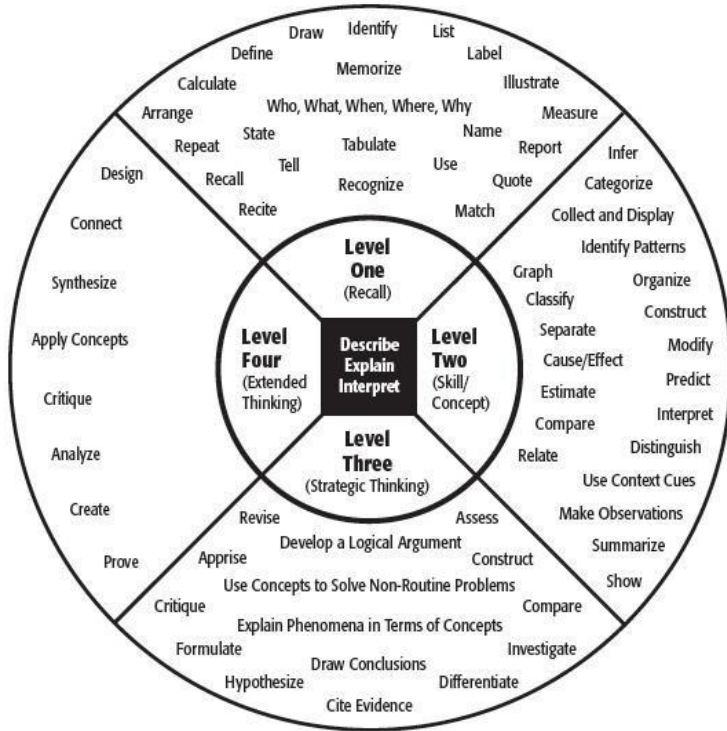 Draw
Identify
List
Define
Label
Memorize
Calculate
Illustrate
Arrange
Who, What, When, Where, Why
Measure
State
Name
Repeat
Tabulate
Report
Tell
Use
Recall
Recognize
Quote
Recite
Match
Infer
Categorize
Collect and Display
Identify Patterns
Graph
Organize
Classify
Construct
Separate
Modify
Cause/Effect
Predict
Estimate
Interpret
Compare
Distinguish
Relate
Use Context Cues
Make Observations
Summarize
Show
Design
Connect
Synthesize
Apply Concepts
Critique
Analyze
Create
Prove
Level
One
(Recall)
Level
Four
(Extended
Thinking)
Describe
Explain
Interpret
Level
Two
(Skill/
Concept)
Level
Three
(Strategic Thinking)
Revise
Assess
Develop a Logical Argument
Apprise
Construct
Use Concepts to Solve Non-Routine Problems
Critique
Compare
Explain Phenomena in Terms of Concepts
Formulate
Investigate
Draw Conclusions
Hypothesize
Differentiate
Cite Evidence